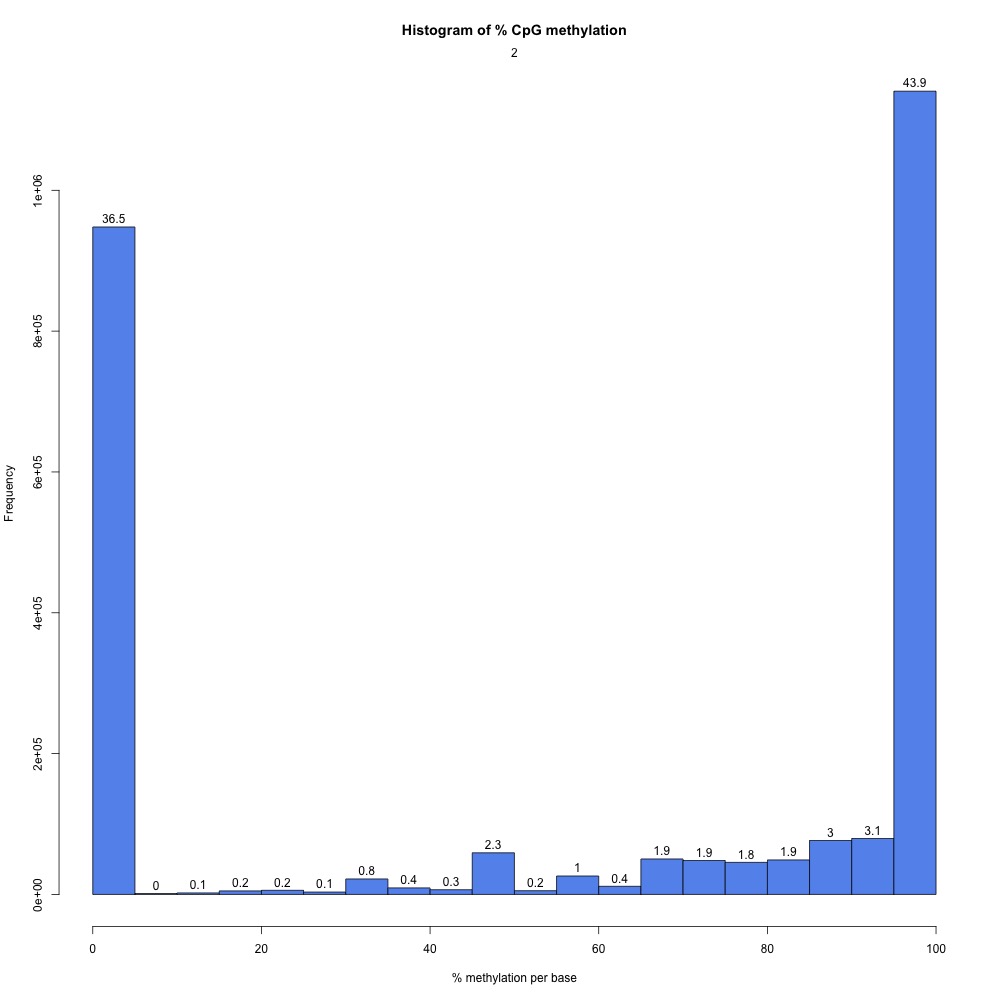 Histogram of % CpG methylation
2
Frequency
1e+06
8e+05
6e+05
4e+05
2e+05
0e+00
36.5
0
0.1
0.2
0.2
0.1
0.8
0.4
0.3
2.3
0.2
1
0.4
1.9
1.9
1.8
1.9
3
3.1
43.9
0 20 40 60 80 100
% methylation per base